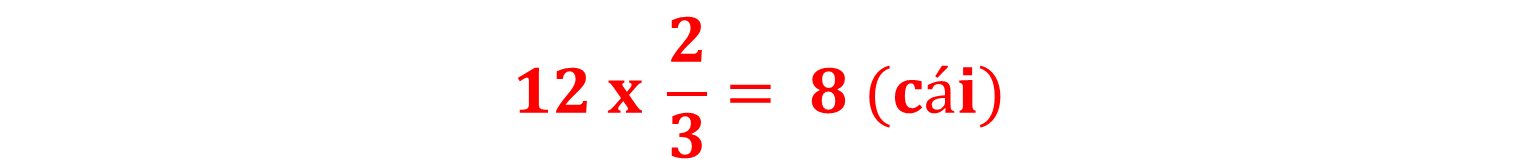 12 x 2/3 = 8 (cái)